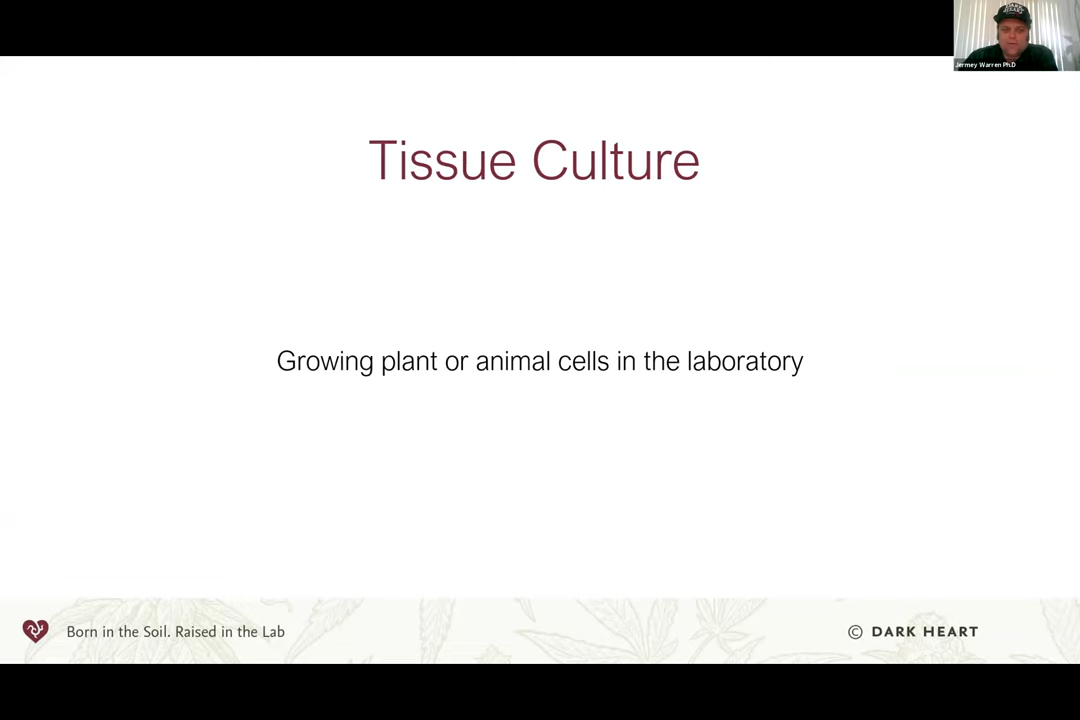 Jermey Warren Ph.D
Tissue Culture
Growing plant or animal cells in the laboratory
Born in the Soil. Raised in the Lab
© DARK HEART